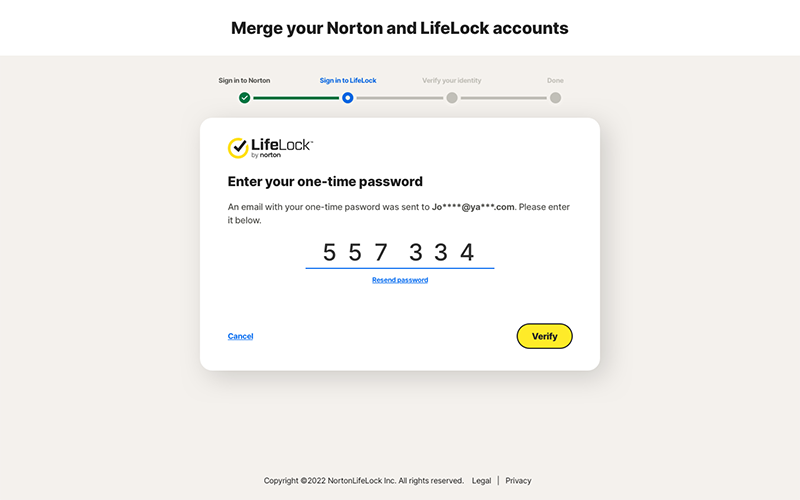 Merge your Norton and LifeLock accounts
Sign in to Norton
Sign in to LifeLock
Verify your identity
Done
LifeLock™
by norton
Enter your one-time password
An email with your one-time pasword was sent to Jo****@ya***.com. Please enter
it below.
557 334
Resend password
Cancel
Verify
Copyright ©2022 NortonLifeLock Inc. All rights reserved. Legal | Privacy